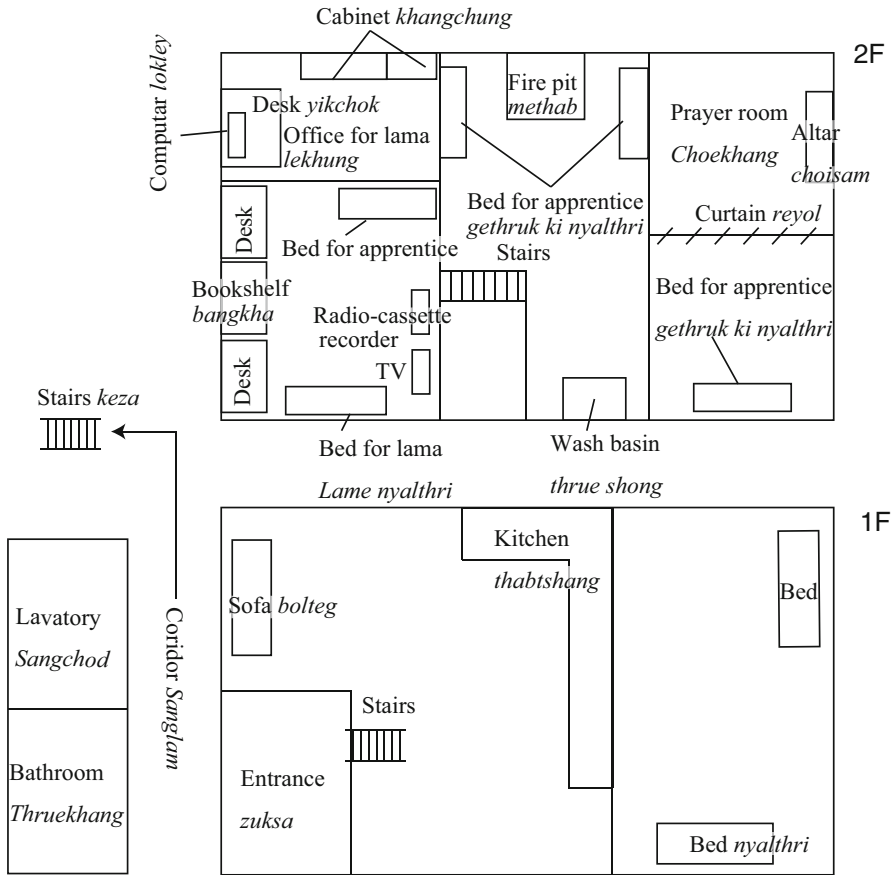 Cabinet khangchung
2F
Computar lokley
Desk yikchok
Office for lama
lekhung
Fire pit
methab
Prayer room
Choekhang
Altar
choisam
Curtain reyol
Desk
Bed for apprentice
Bed for apprentice
gethruk ki nyalthri
Stairs
Bookshelf
bangkha
Radio-cassette
recorder
TV
Desk
Bed for apprentice
gethruk ki nyalthri
Stairs keza
Bed for lama
Lame nyalthri
Wash basin
thrue shong
1F
Kitchen
thabtshang
Sofa bolteg
Bed
Lavatory
Sangchod
Coridor Sanglam
Stairs
Bathroom
Thruekhang
Entrance
zuksa
Bed nyalthri